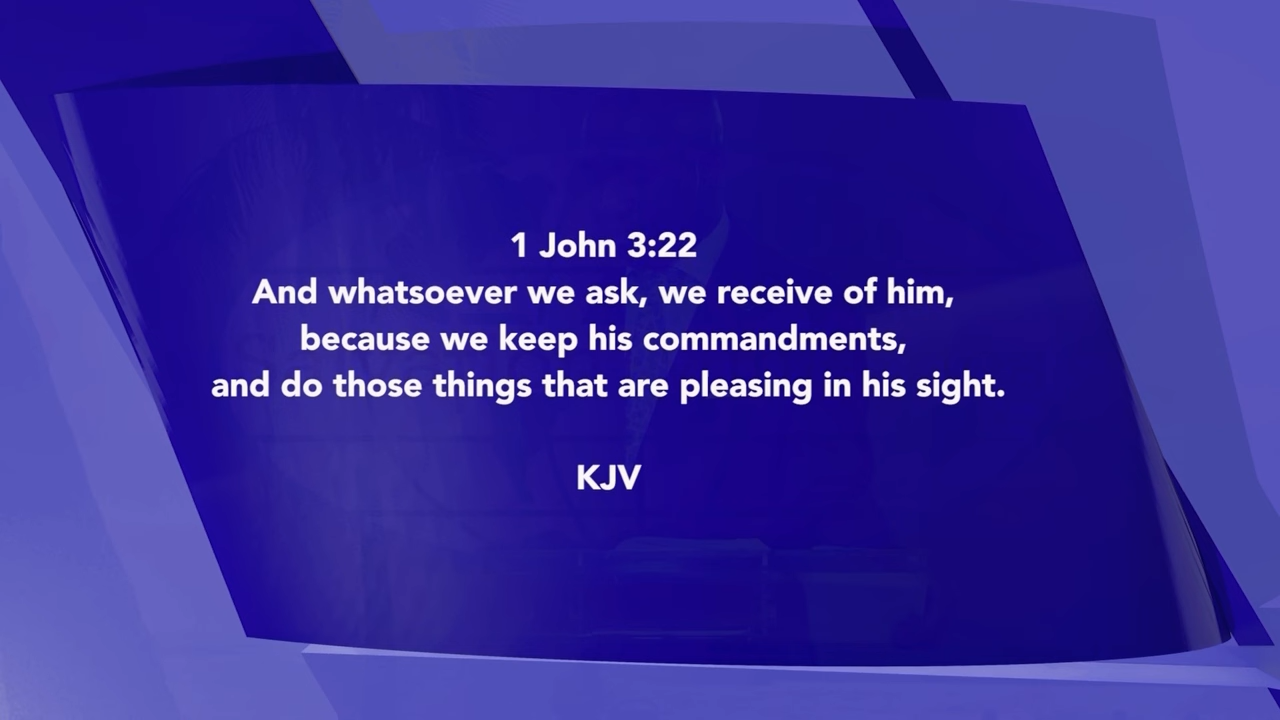 1 John 3:22
And whatsoever we ask, we receive of him,
because we keep his commandments,
and do those things that are pleasing in his sight.
KJV